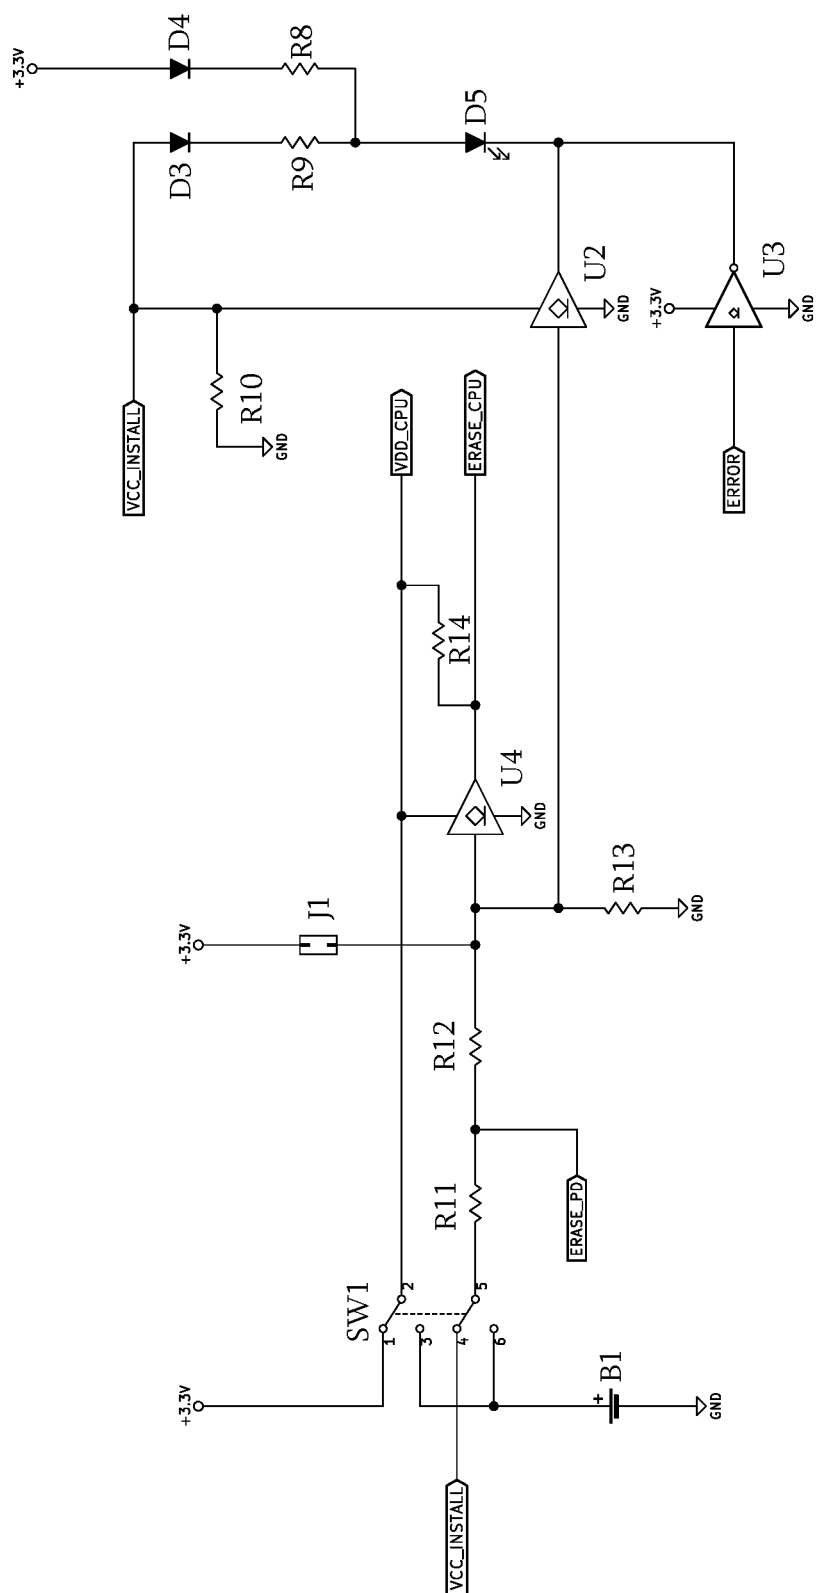 +3.3V
D4
R8
D3
R9
D5
VCC_INSTALL
R10
GND
U2
GND
+3.3V
U3
GND
ERROR
VDD_CPU
ERASE_CPU
R14
U4
GND
+3.3V
J1
R13
GND
R12
R11
ERASE_PD
SW1
2
5
1
3
4
6
+3.3V
+
B1
GND
VCC_INSTALL